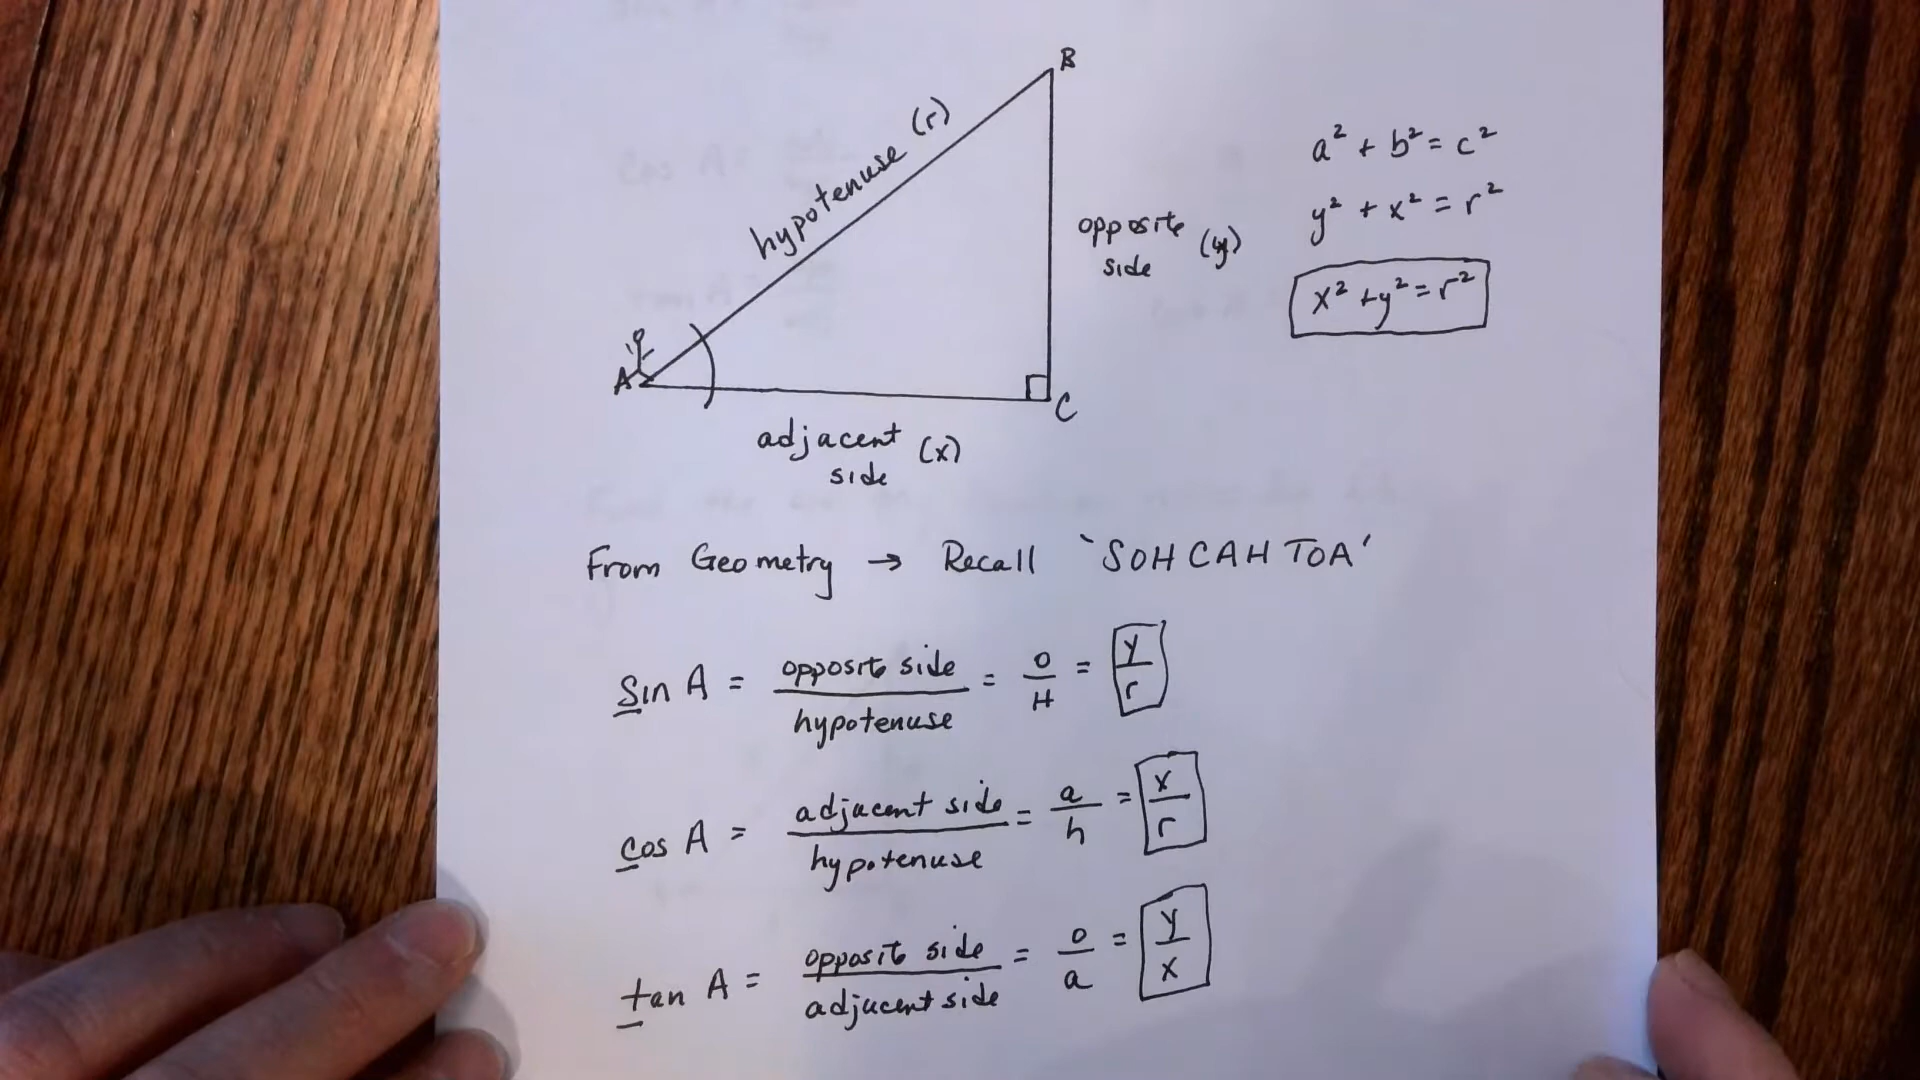 B
hypotenuse (r)
a² + b² = c²
y² + x² = r²
x² + y² = r²
opposite side (y)
A
C
adjacent side (x)
From Geometry → Recall 'SOH CAH TOA'
sin A = opposite side / hypotenuse = O/H = y/r
cos A = adjacent side / hypotenuse = a/h = x/r
tan A = opposite side / adjacent side = o/a = y/x